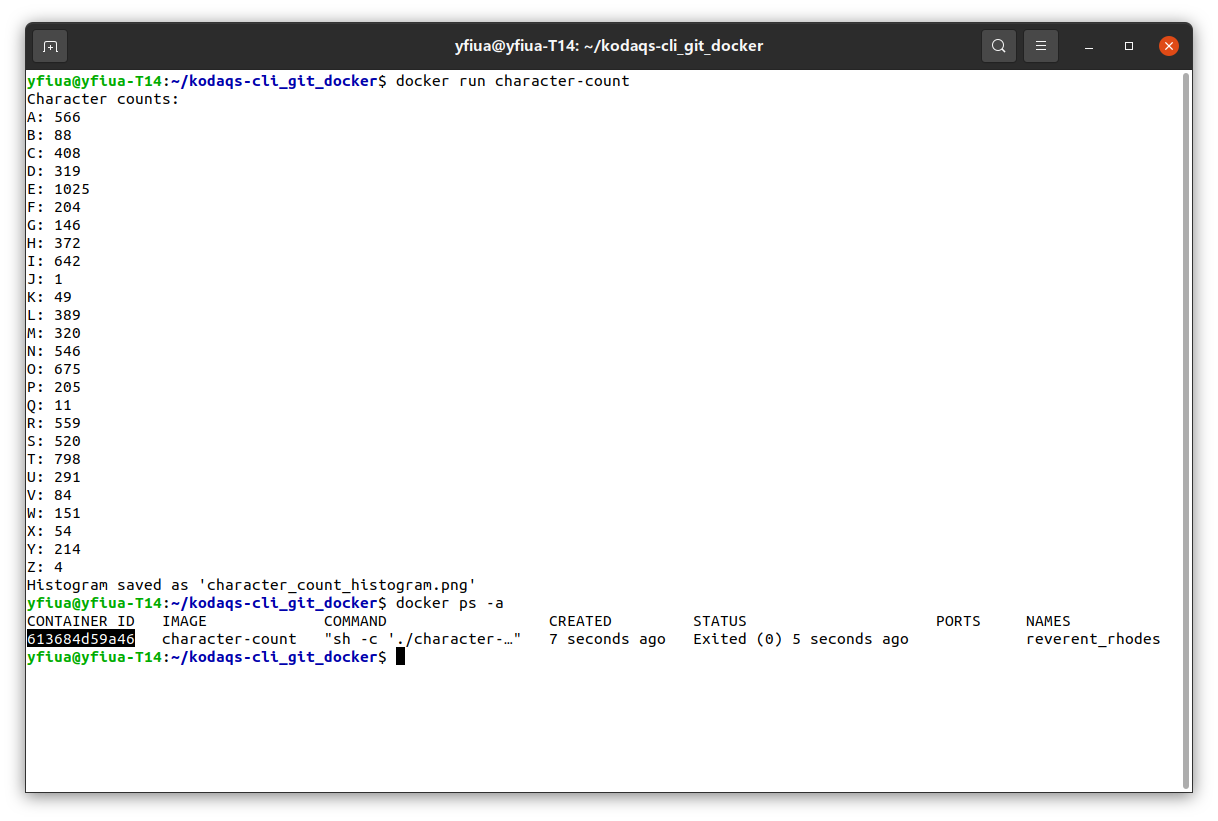 yfiua@yfiua-T14: ~/kodaqs-cli_git_docker
yfiua@yfiua-T14:~/kodaqs-cli_git_docker$ docker run character-count
Character counts:
A: 566
B: 88
C: 408
D: 319
E: 1025
F: 204
G: 146
H: 372
I: 642
J: 1
K: 49
L: 389
M: 320
N: 546
O: 675
P: 205
Q: 11
R: 559
S: 520
T: 798
U: 291
V: 84
W: 151
X: 54
Y: 214
Z: 4
Histogram saved as 'character_count_histogram.png'
yfiua@yfiua-T14:~/kodaqs-cli_git_docker$ docker ps -a
CONTAINER ID   IMAGE             COMMAND                  CREATED         STATUS                     PORTS     NAMES
613684d59a46   character-count   "sh -c './character-…"   7 seconds ago   Exited (0) 5 seconds ago             reverent_rhodes
yfiua@yfiua-T14:~/kodaqs-cli_git_docker$